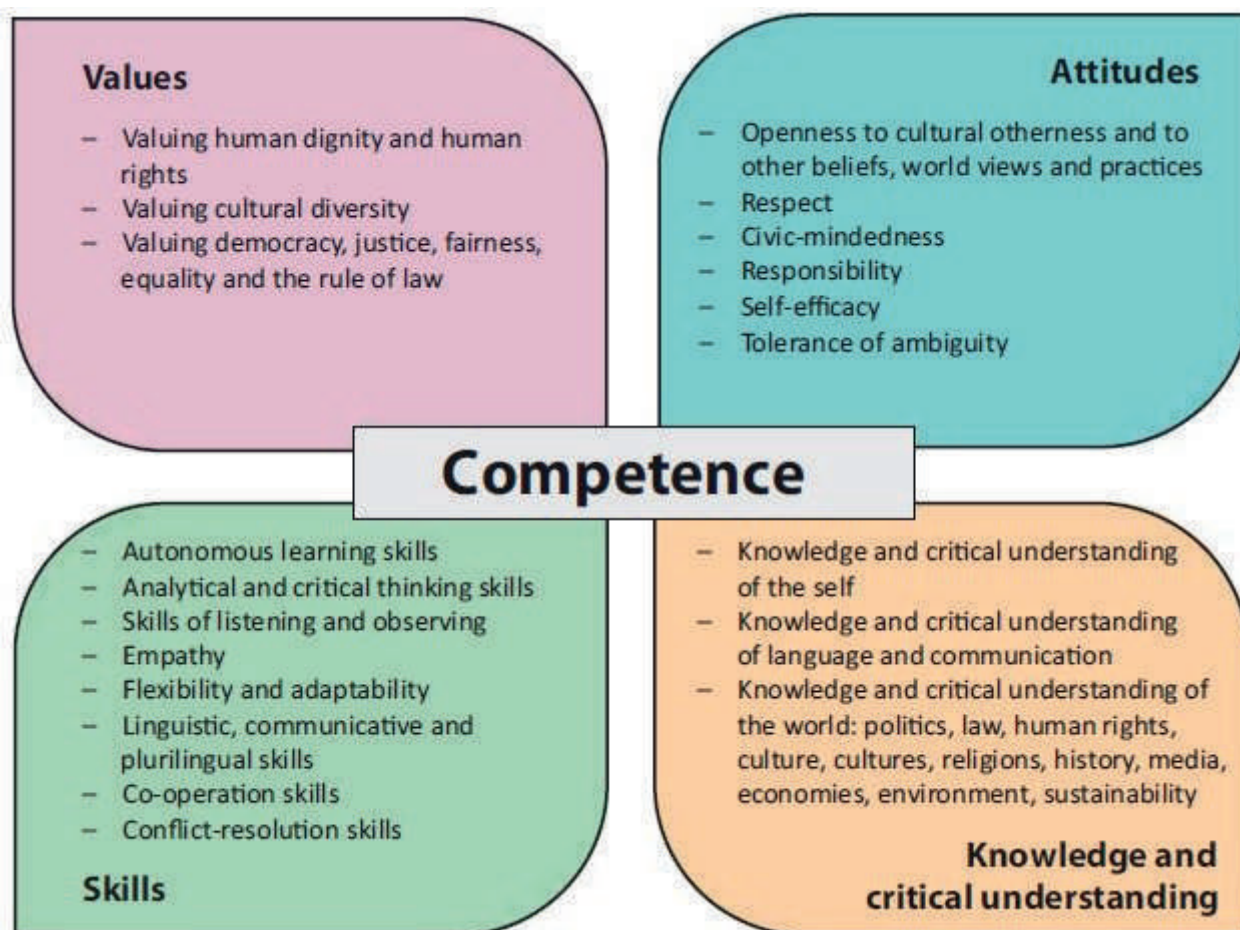 Values
– Valuing human dignity and human
rights
– Valuing cultural diversity
– Valuing democracy, justice, fairness,
equality and the rule of law
Attitudes
– Openness to cultural otherness and to
other beliefs, world views and practices
– Respect
– Civic-mindedness
– Responsibility
– Self-efficacy
– Tolerance of ambiguity
Competence
– Autonomous learning skills
– Analytical and critical thinking skills
– Skills of listening and observing
– Empathy
– Flexibility and adaptability
– Linguistic, communicative and
plurilingual skills
– Co-operation skills
– Conflict-resolution skills
Skills
– Knowledge and critical understanding
of the self
– Knowledge and critical understanding
of language and communication
– Knowledge and critical understanding of
the world: politics, law, human rights,
culture, cultures, religions, history, media,
economies, environment, sustainability
Knowledge and
critical understanding